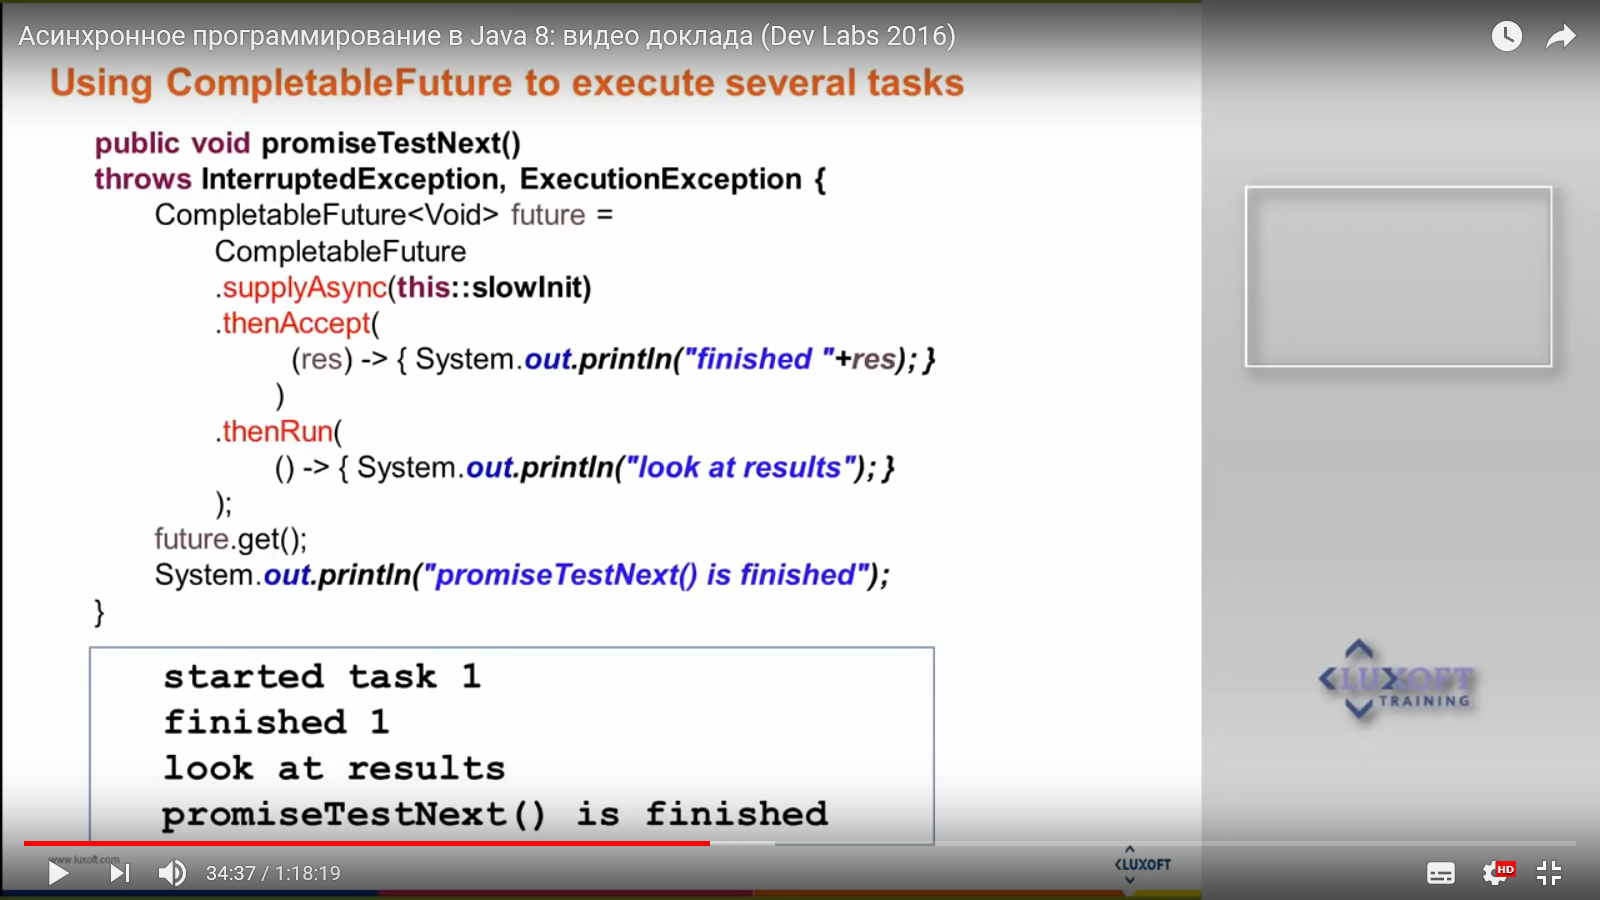 Асинхронное программирование в Java 8: видео доклада (Dev Labs 2016)
Using CompletableFuture to execute several tasks
public void promiseTestNext()
throws InterruptedException, ExecutionException {
CompletableFuture<Void> future =
CompletableFuture
.supplyAsync(this::slowInit)
.thenAccept(
(res) -> { System.out.println("finished "+res); }
)
.thenRun(
() -> { System.out.println("look at results"); }
);
future.get();
System.out.println("promiseTestNext() is finished");
}
started task 1
finished 1
look at results
promiseTestNext() is finished
LUXOFT
TRAINING
www.luxoft.com
LUXOFT
34:37 / 1:18:19
HD